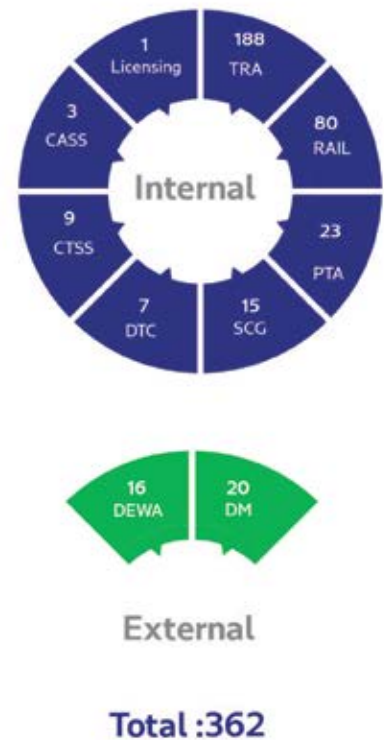 1
Licensing
188
TRA
3
CASS
80
RAIL
Internal
9
CTSS
23
PTA
7
DTC
15
SCG
16
DEWA
20
DM
External
Total :362